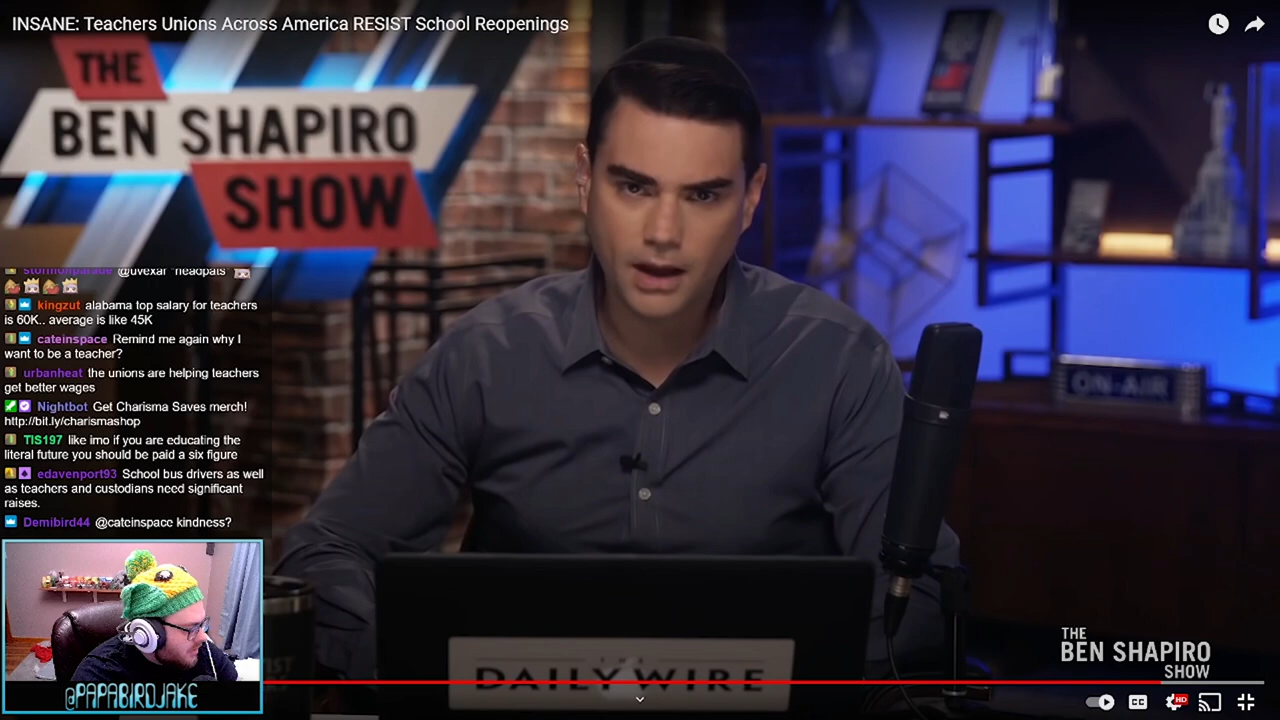 INSANE: Teachers Unions Across America RESIST School Reopenings
THE
BEN SHAPIRO
SHOW
stormonparade @uvexar *headpats*
kingzut alabama top salary for teachers
is 60K.. average is like 45K
cateinspace Remind me again why I
want to be a teacher?
urbanheat the unions are helping teachers
get better wages
Nightbot Get Charisma Saves merch!
http://bit.ly/charismashop
TIS197 like imo if you are educating the
literal future you should be paid a six figure
edavenport93 School bus drivers as well
as teachers and custodians need significant
raises.
Demibird44 @cateinspace kindness?
@PAPABIRDJAKE
ON-AIR
DAILY WIRE
THE
BEN SHAPIRO
SHOW
CC
HD